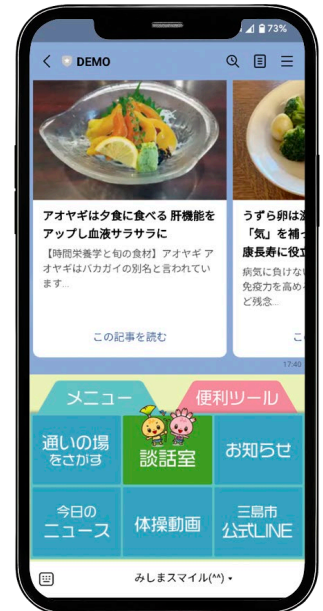 73%
DEMO
アオヤギは夕食に食べる 肝機能を
アップし血液サラサラに
【時間栄養学と旬の食材】アオヤギ ア
オヤギはバカガイの別名と言われてい
ます...
この記事を読む
うずら卵は
「気」を補
康長寿に役立
病気に負けない
免疫力を高め
ど残念...
こ
17:40
メニュー
便利ツール
通いの場
をさがす
談話室
お知らせ
今日の
ニュース
体操動画
三島市
公式LINE
みしまスマイル(^^)